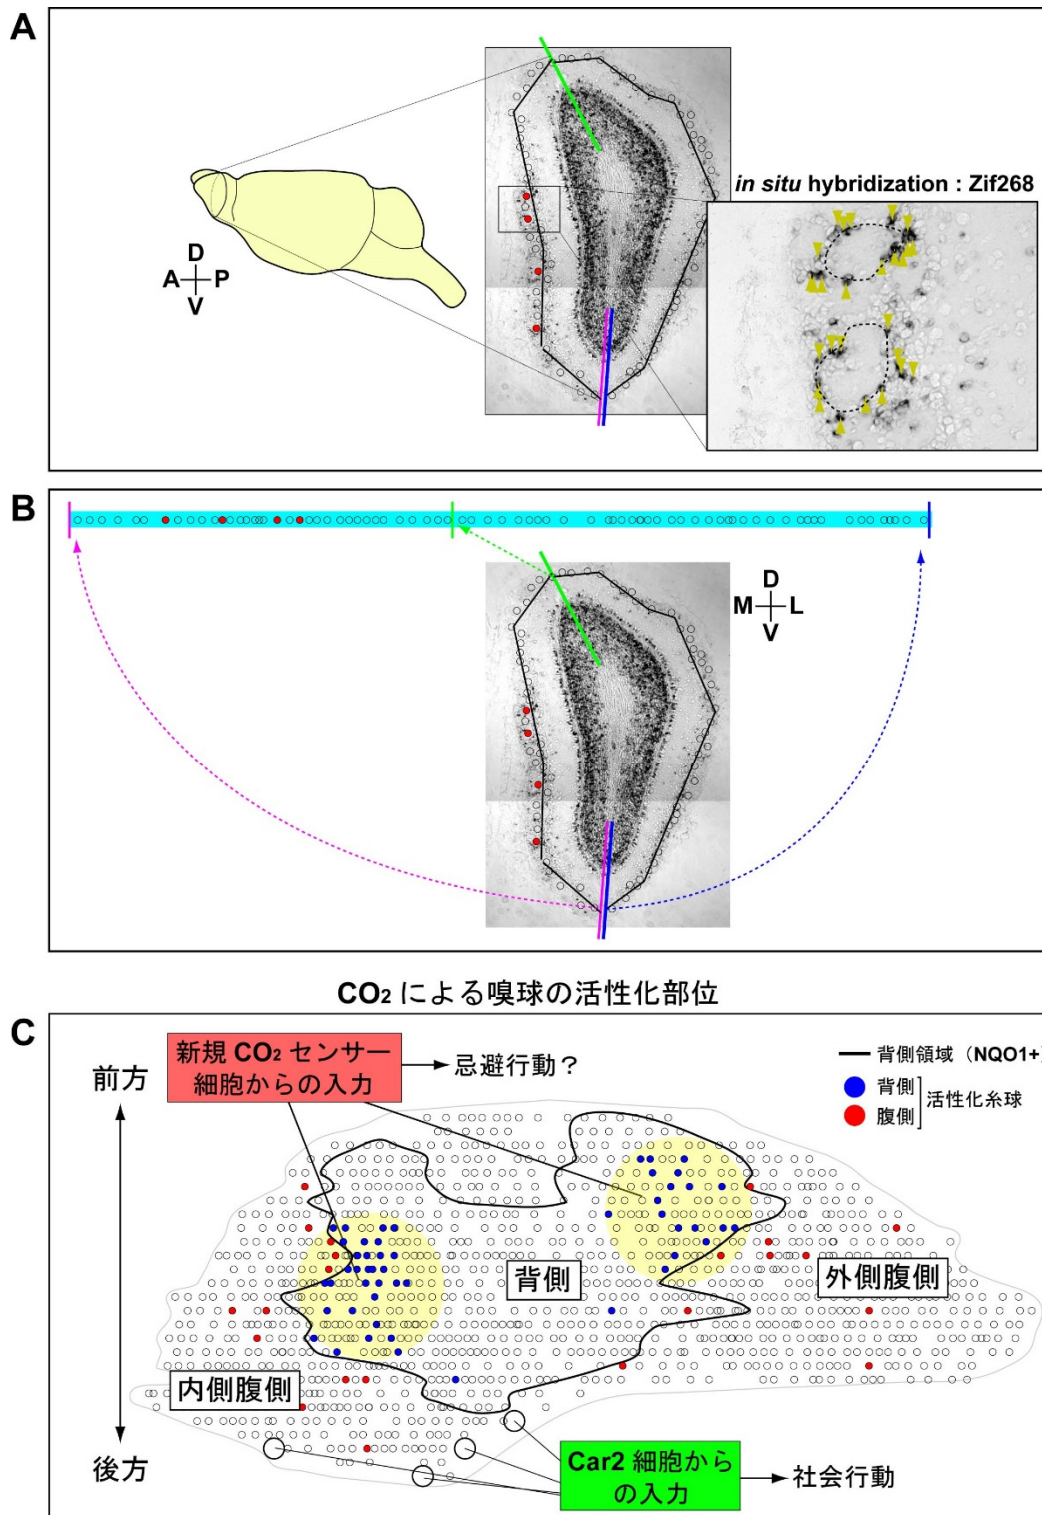 A
D
A P
V
in situ hybridization : Zif268
B
D
M L
V
CO2 による嗅球の活性化部位
C
前方
後方
新規 CO2 センサー
細胞からの入力
忌避行動？
背側領域（NQO1+）
背側
腹側
活性化糸球
背側
外側腹側
内側腹側
Car2 細胞から
の入力
社会行動